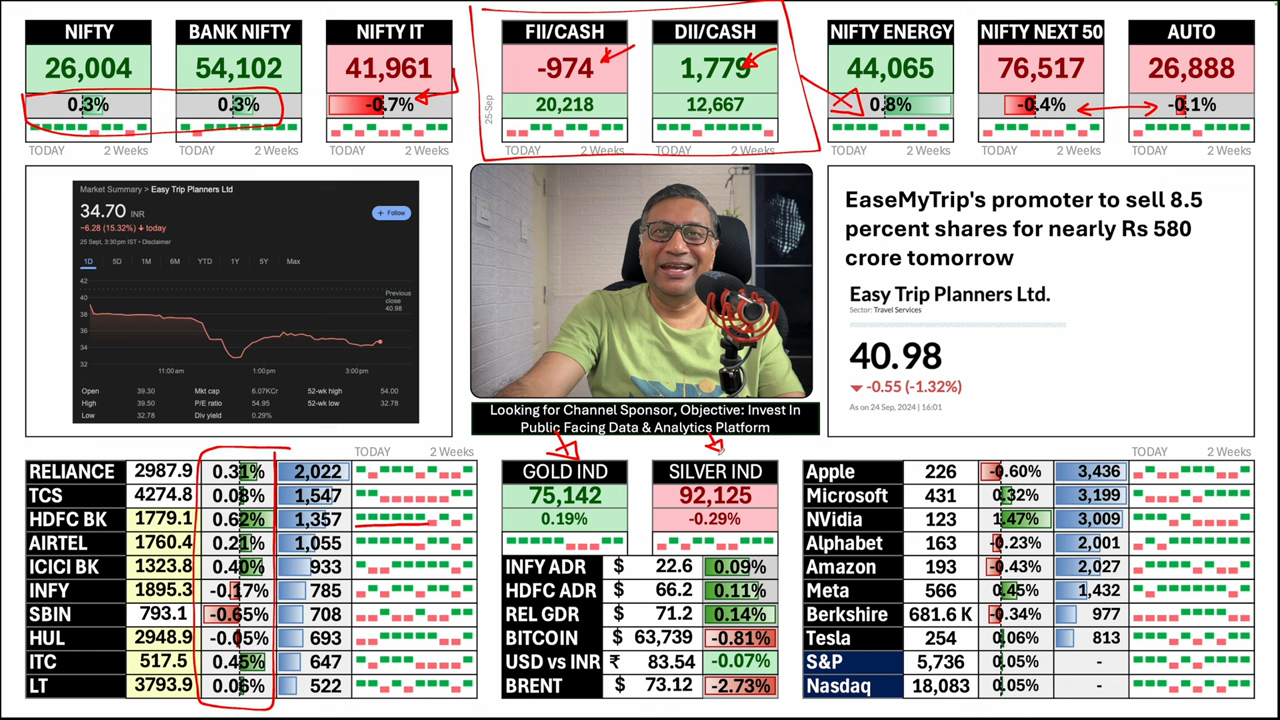 NIFTY
26,004
0.3%
TODAY 2 Weeks
BANK NIFTY
54,102
0.3%
TODAY 2 Weeks
NIFTY IT
41,961
-0.7%
TODAY 2 Weeks
25-Sep
FII/CASH
-974
20,218
TODAY 2 Weeks
DII/CASH
1,779
12,667
TODAY 2 Weeks
NIFTY ENERGY
44,065
0.8%
TODAY 2 Weeks
NIFTY NEXT 50
76,517
-0.4%
TODAY 2 Weeks
AUTO
26,888
-0.1%
TODAY 2 Weeks
Market Summary > Easy Trip Planners Ltd
34.70 INR
+ Follow
−6.28 (15.32%) ↓ today
25 Sept, 3:30 pm IST • Disclaimer
1D 5D 1M 6M YTD 1Y 5Y Max
42
40
38
36
34
32
Previous
close
40.98
11:00 am 1:00 pm 3:00 pm
Open 39.30 Mkt cap 6.07KCr 52-wk high 54.00
High 39.50 P/E ratio 54.95 52-wk low 32.78
Low 32.78 Div yield 0.29%
Looking for Channel Sponsor, Objective: Invest In
Public Facing Data & Analytics Platform
EaseMyTrip's promoter to sell 8.5
percent shares for nearly Rs 580
crore tomorrow
Easy Trip Planners Ltd.
Sector: Travel Services
40.98
-0.55 (-1.32%)
As on 24 Sep, 2024 | 16:01
TODAY 2 Weeks
RELIANCE 2987.9 0.31% 2,022
TCS 4274.8 0.08% 1,547
HDFC BK 1779.1 0.62% 1,357
AIRTEL 1760.4 0.21% 1,055
ICICI BK 1323.8 0.40% 933
INFY 1895.3 -0.17% 785
SBIN 793.1 -0.65% 708
HUL 2948.9 -0.05% 693
ITC 517.5 0.45% 647
LT 3793.9 0.06% 522
GOLD IND
75,142
0.19%
SILVER IND
92,125
-0.29%
INFY ADR $ 22.6 0.09%
HDFC ADR $ 66.2 0.11%
REL GDR $ 71.2 0.14%
BITCOIN $ 63,739 -0.81%
USD vs INR ₹ 83.54 -0.07%
BRENT $ 73.12 -2.73%
TODAY 2 Weeks
Apple 226 -0.60% 3,436
Microsoft 431 0.32% 3,199
NVidia 123 1.47% 3,009
Alphabet 163 -0.23% 2,001
Amazon 193 -0.43% 2,027
Meta 566 0.45% 1,432
Berkshire 681.6 K -0.34% 977
Tesla 254 0.06% 813
S&P 5,736 0.05% -
Nasdaq 18,083 0.05% -